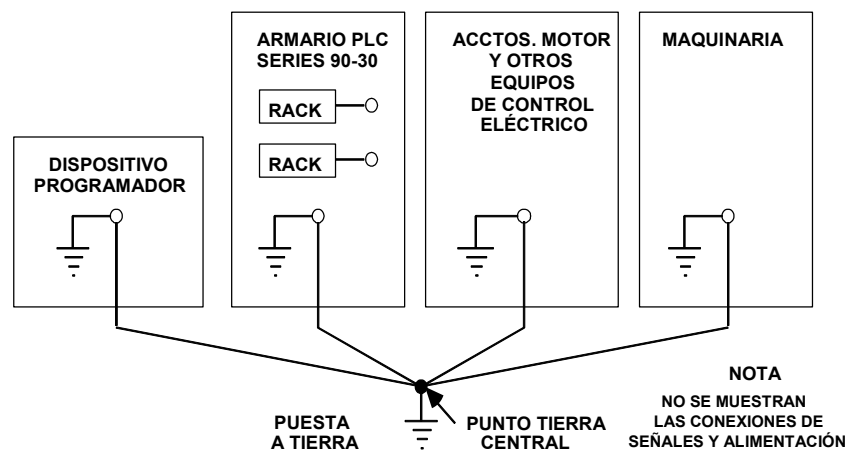 ARMARIO PLC
SERIES 90-30
RACK
RACK
ACCTOS. MOTOR
Y OTROS
EQUIPOS
DE CONTROL
ELÉCTRICO
MAQUINARIA
DISPOSITIVO
PROGRAMADOR
PUESTA
A TIERRA
PUNTO TIERRA
CENTRAL
NOTA
NO SE MUESTRAN
LAS CONEXIONES DE
SEÑALES Y ALIMENTACIÓN